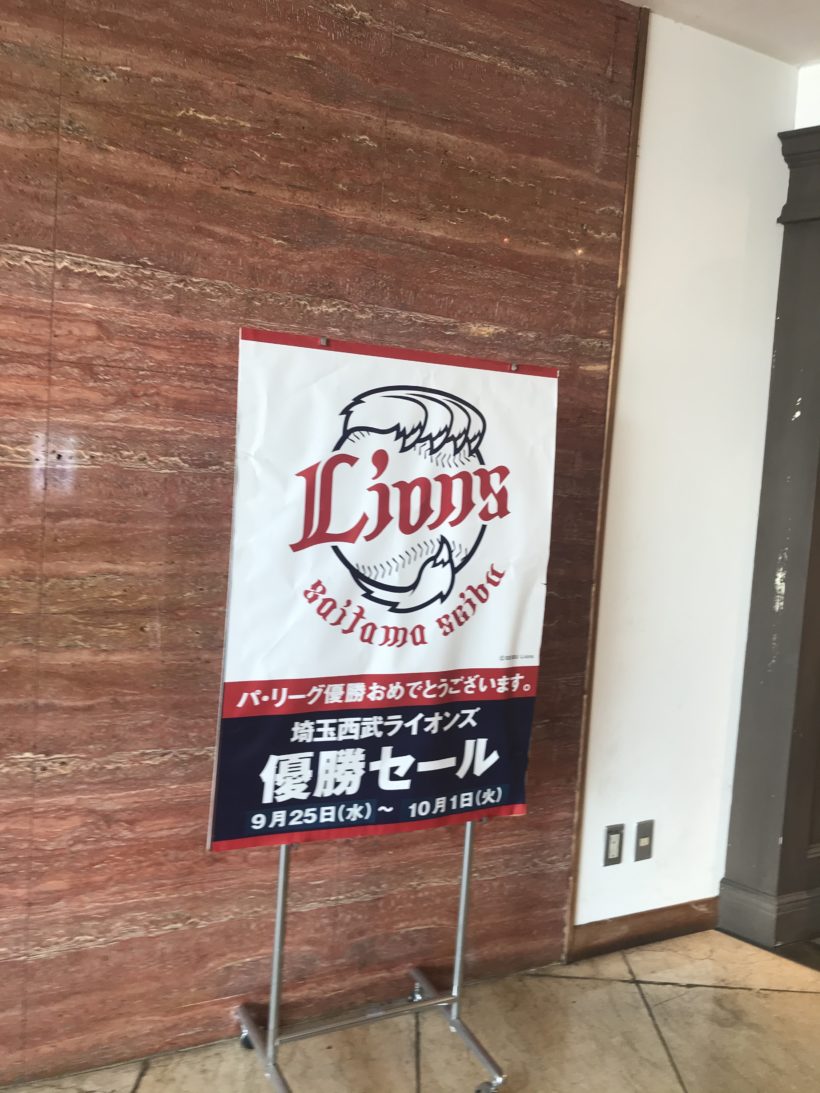 Lions
Saitama Seibu
パ・リーグ優勝おめでとうございます。
埼玉西武ライオンズ
優勝セール
9月25日(水)～ 10月1日(火)